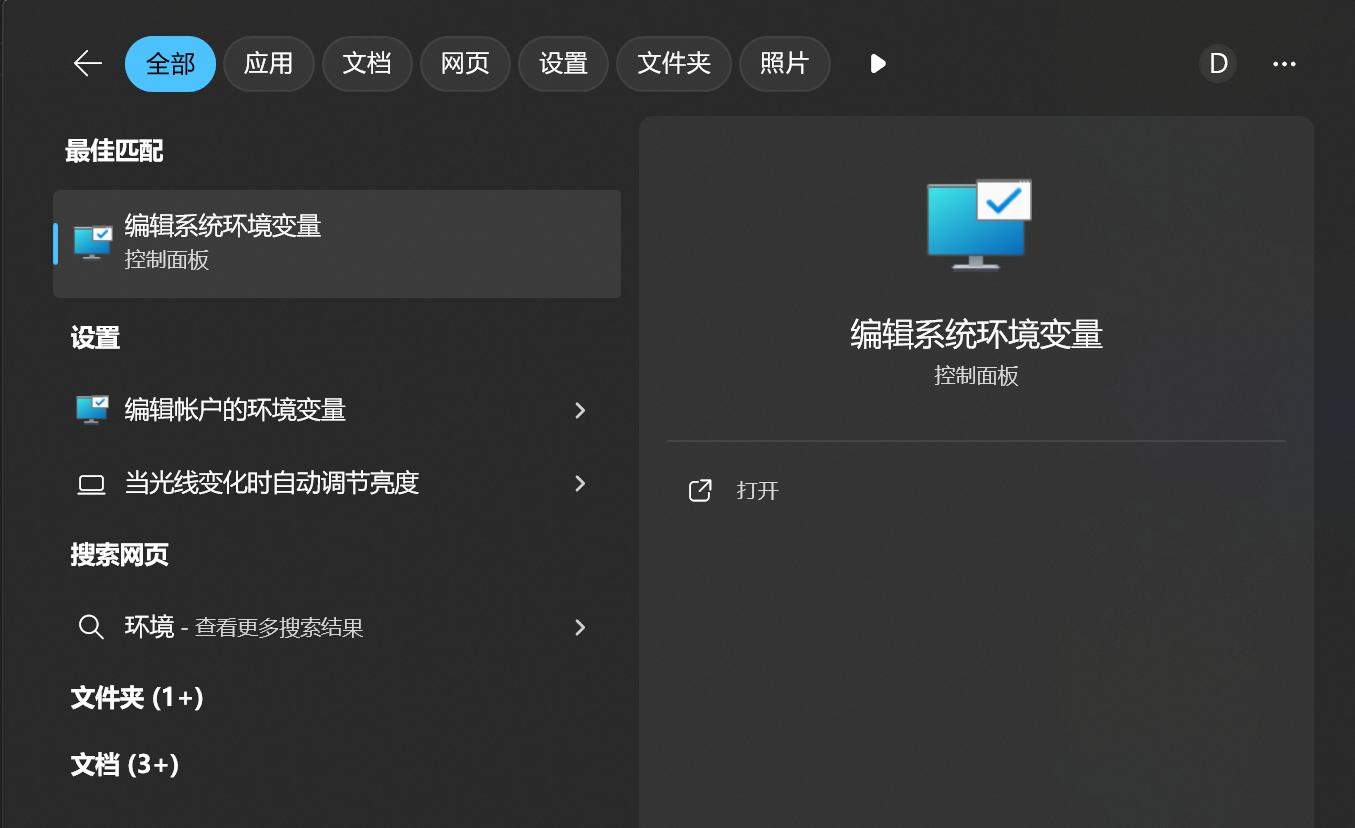 全部 应用 文档 网页 设置 文件夹 照片 D
最佳匹配
编辑系统环境变量
控制面板
设置
编辑帐户的环境变量
当光线变化时自动调节亮度
搜索网页
环境 - 查看更多搜索结果
文件夹 (1+)
文档 (3+)
编辑系统环境变量
控制面板
打开